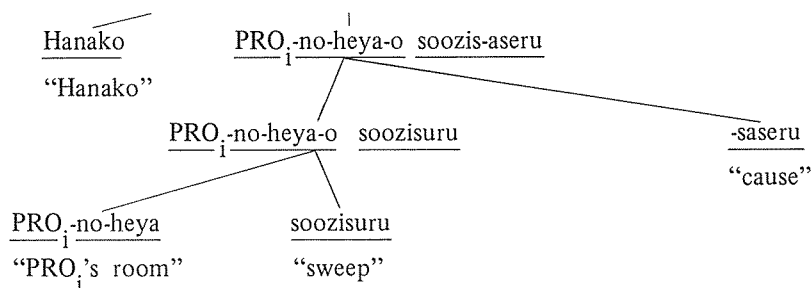 Hanako PROi-no-heya-o soozis-aseru
“Hanako”
PROi-no-heya-o soozisuru -saseru
“cause”
PROi-no-heya soozisuru
“PROi’s room” “sweep”